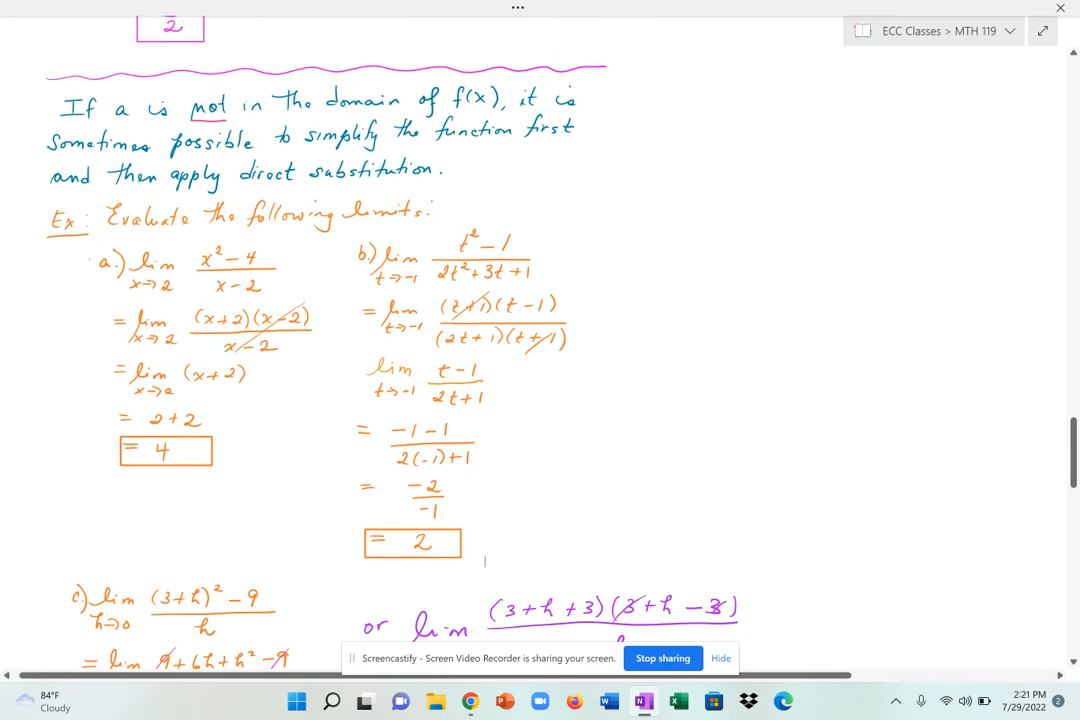 ...
ECC Classes > MTH 119
2
If a is not in the domain of f(x), it is
sometimes possible to simplify the function first
and then apply direct substitution.
Ex: Evaluate the following limits:
a.) lim x→2 x² - 4 / x - 2
= lim x→2 (x+2)(x-2) / x-2
= lim x→2 (x+2)
= 2+2
= 4
b.) lim t→-1 t² - 1 / 2t² + 3t + 1
= lim t→-1 (t+1)(t-1) / (2t+1)(t+1)
lim t→-1 t-1 / 2t+1
= -1 - 1 / 2(-1)+1
= -2 / -1
= 2
c.) lim h→0 (3+h)² - 9 / h
= lim 9+6h+h² - 9
or lim (3+h+3)(3+h-3)
Screencastify - Screen Video Recorder is sharing your screen.
Stop sharing
Hide
84°F
Cloudy
2:21 PM
7/29/2022